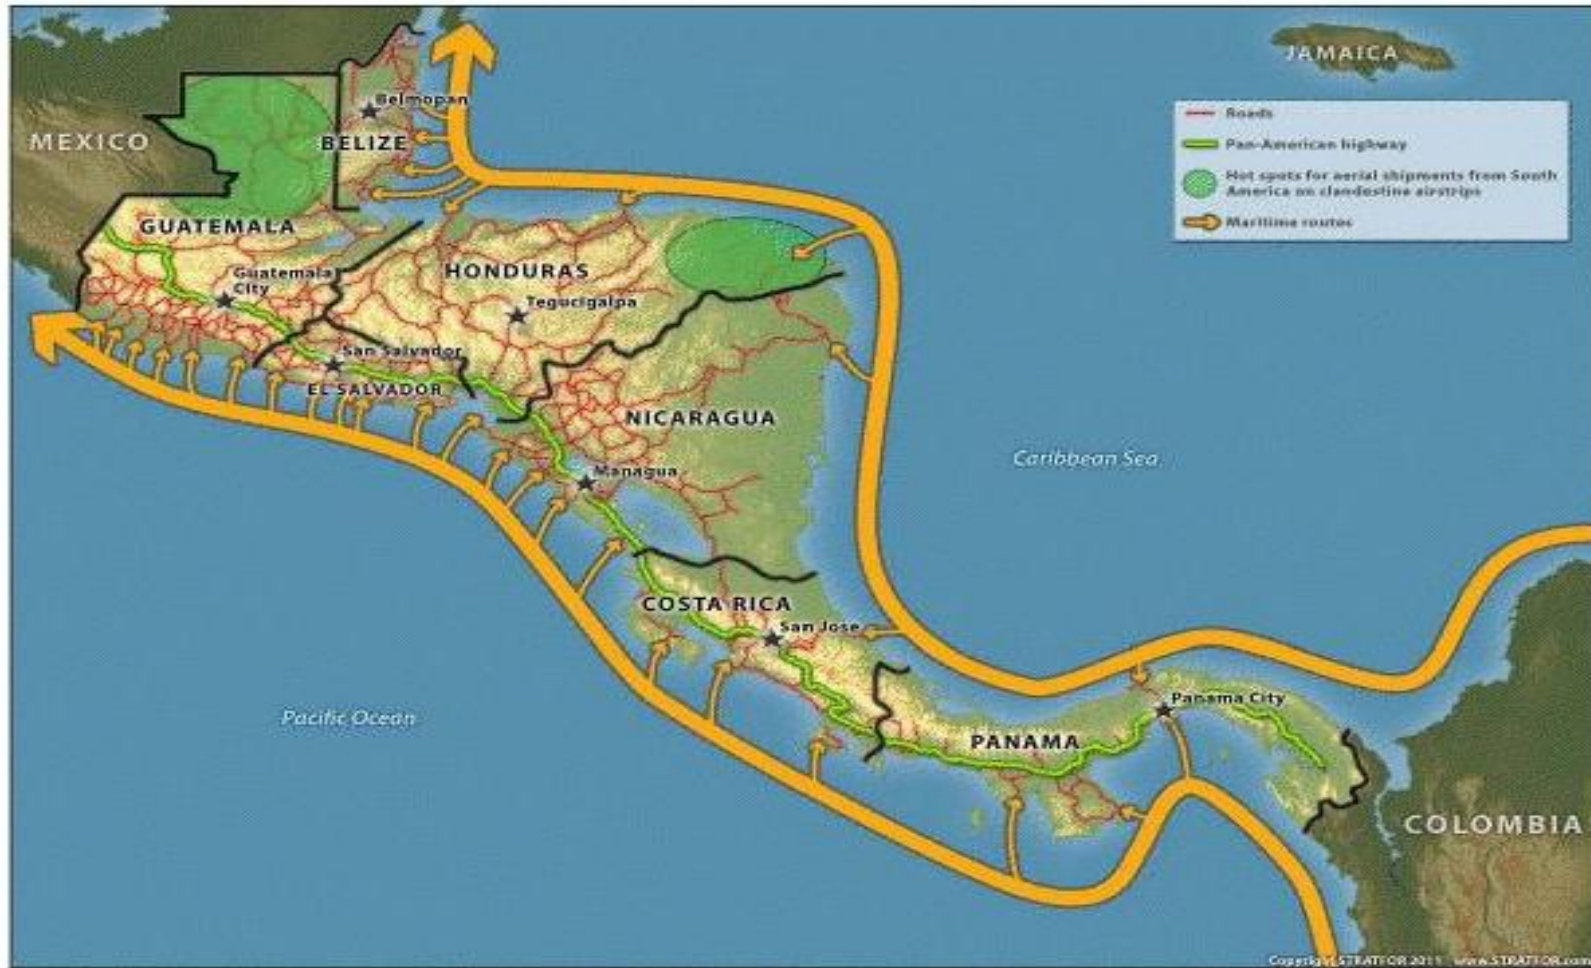 JAMAICA
Roads
Pan-American highway
Hot spots for aerial shipments from South
America on clandestine airstrips
Maritime routes
MEXICO
Belmopan
BELIZE
GUATEMALA
Guatemala
City
HONDURAS
Tegucigalpa
San Salvador
EL SALVADOR
NICARAGUA
Managua
Caribbean Sea
COSTA RICA
San Jose
Pacific Ocean
Panama City
PANAMA
COLOMBIA
Copyright STRATFOR 2011 www.STRATFOR.com